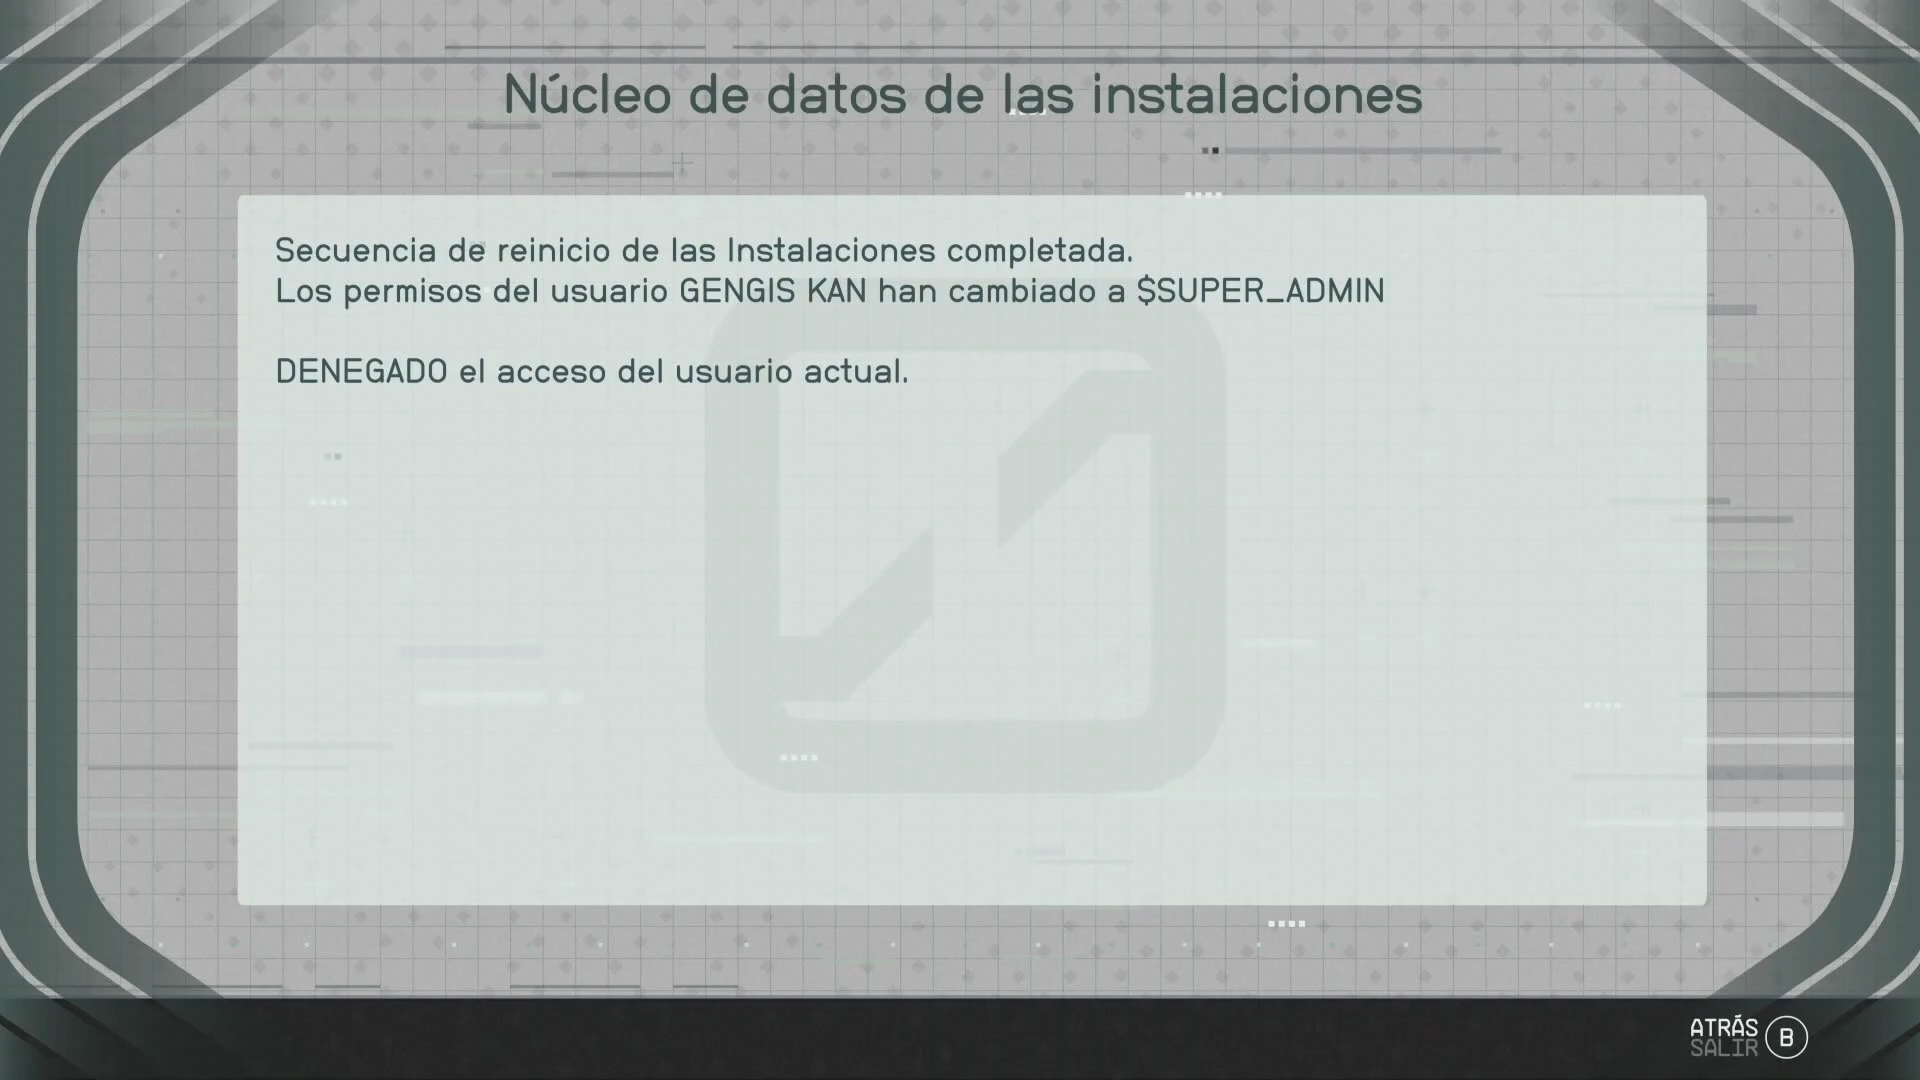 Núcleo de datos de las instalaciones
Secuencia de reinicio de las Instalaciones completada.
Los permisos del usuario GENGIS KAN han cambiado a $SUPER_ADMIN
DENEGADO el acceso del usuario actual.
ATRÁS
SALIR
B